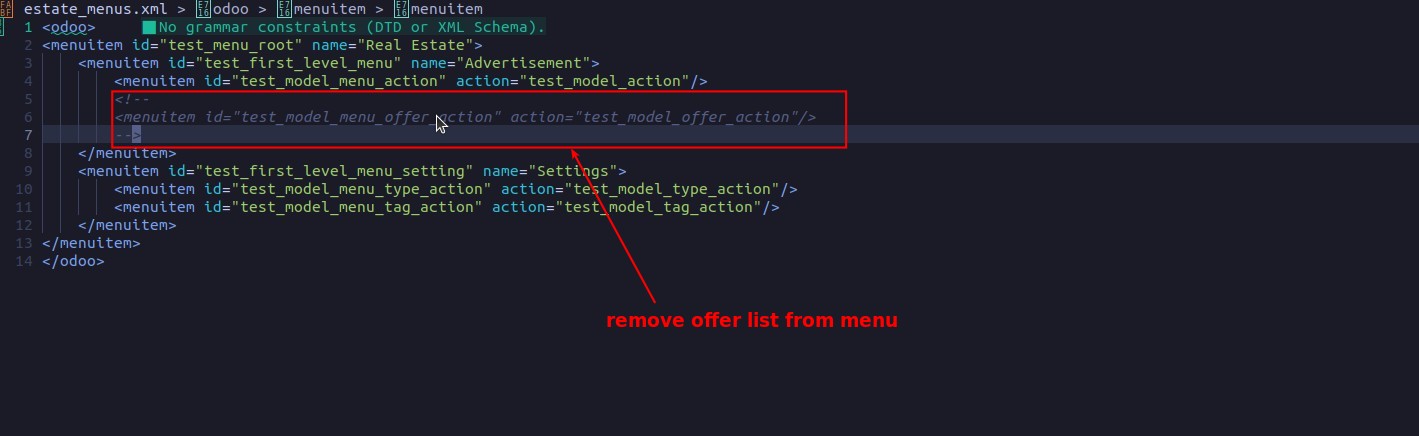 estate_menus.xml > odoo > menuitem > menuitem
1 <odoo> No grammar constraints (DTD or XML Schema).
2 <menuitem id="test_menu_root" name="Real Estate">
3 <menuitem id="test_first_level_menu" name="Advertisement">
4 <menuitem id="test_model_menu_action" action="test_model_action"/>
5 <!--
6 <menuitem id="test_model_menu_offer_action" action="test_model_offer_action"/>
7 -->
8 </menuitem>
9 <menuitem id="test_first_level_menu_setting" name="Settings">
10 <menuitem id="test_model_menu_type_action" action="test_model_type_action"/>
11 <menuitem id="test_model_menu_tag_action" action="test_model_tag_action"/>
12 </menuitem>
13 </menuitem>
14 </odoo>
remove offer list from menu